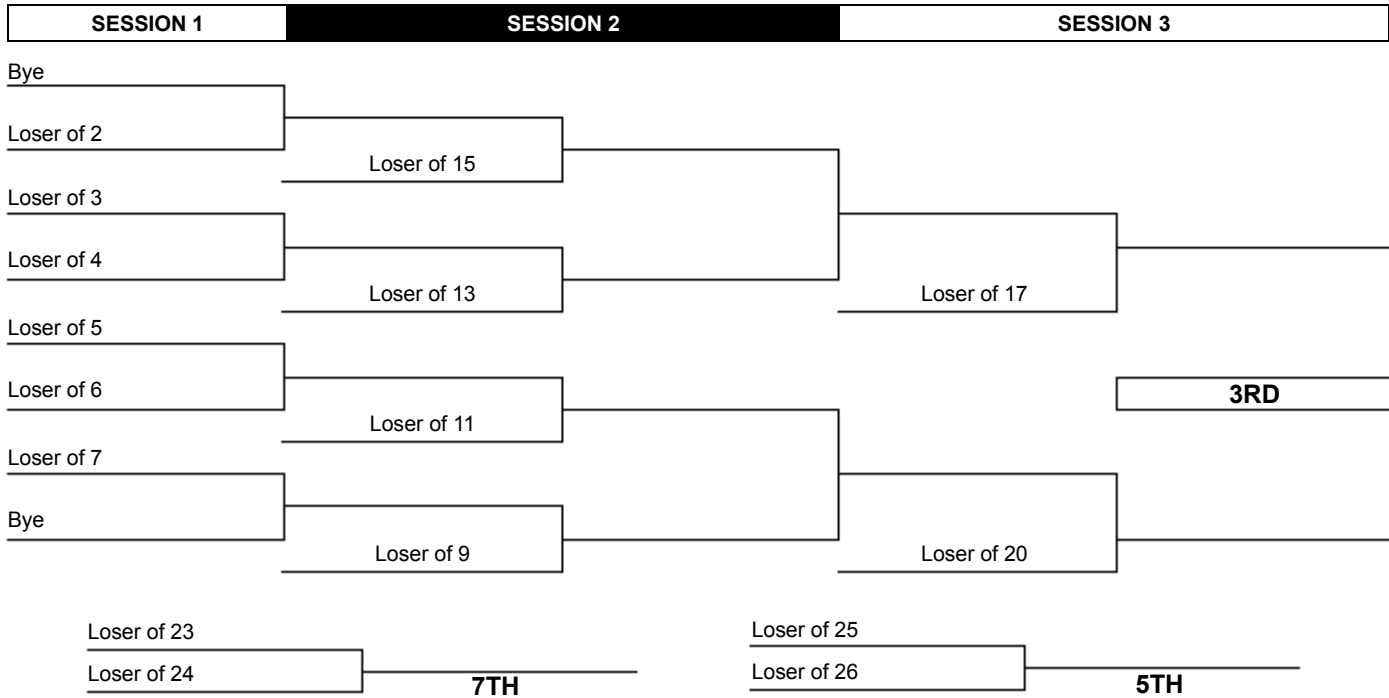 SESSION 1
SESSION 2
SESSION 3
Bye
Loser of 2
Loser of 15
Loser of 3
Loser of 4
Loser of 13
Loser of 17
Loser of 5
Loser of 6
3RD
Loser of 11
Loser of 7
Bye
Loser of 9
Loser of 20
Loser of 23
Loser of 24
7TH
Loser of 25
Loser of 26
5TH